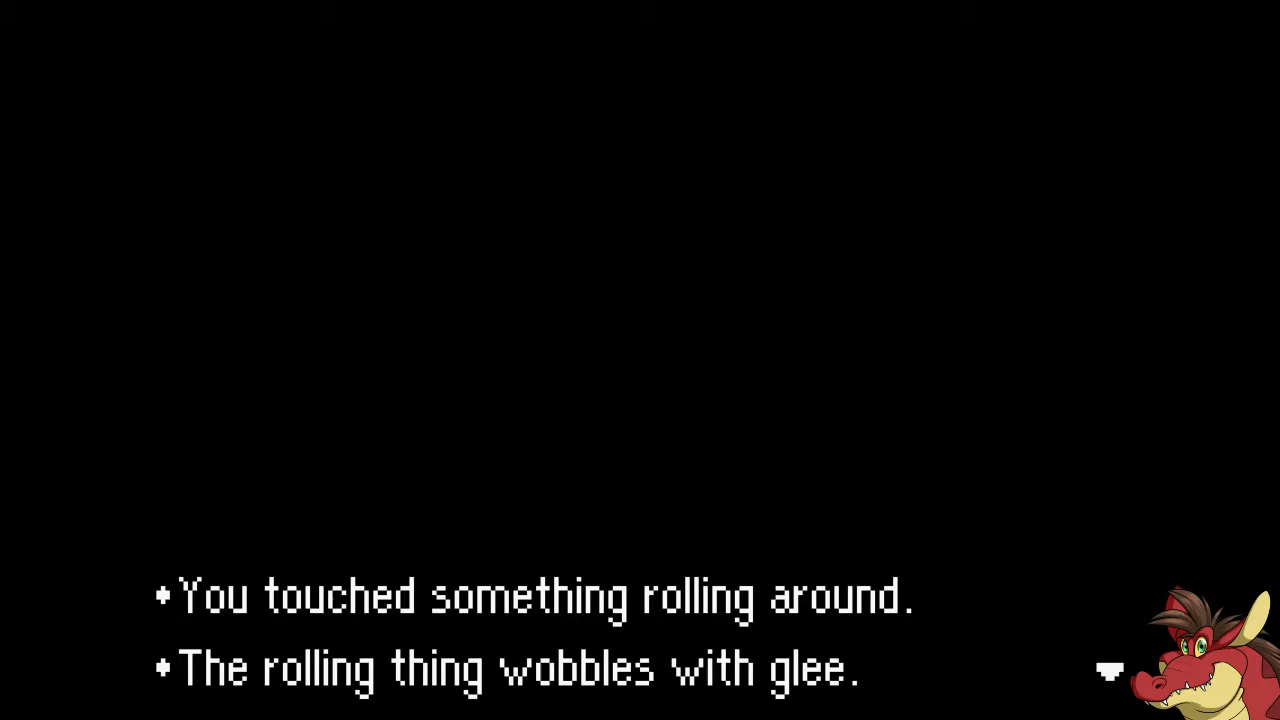 •You touched something rolling around.
•The rolling thing wobbles with glee.